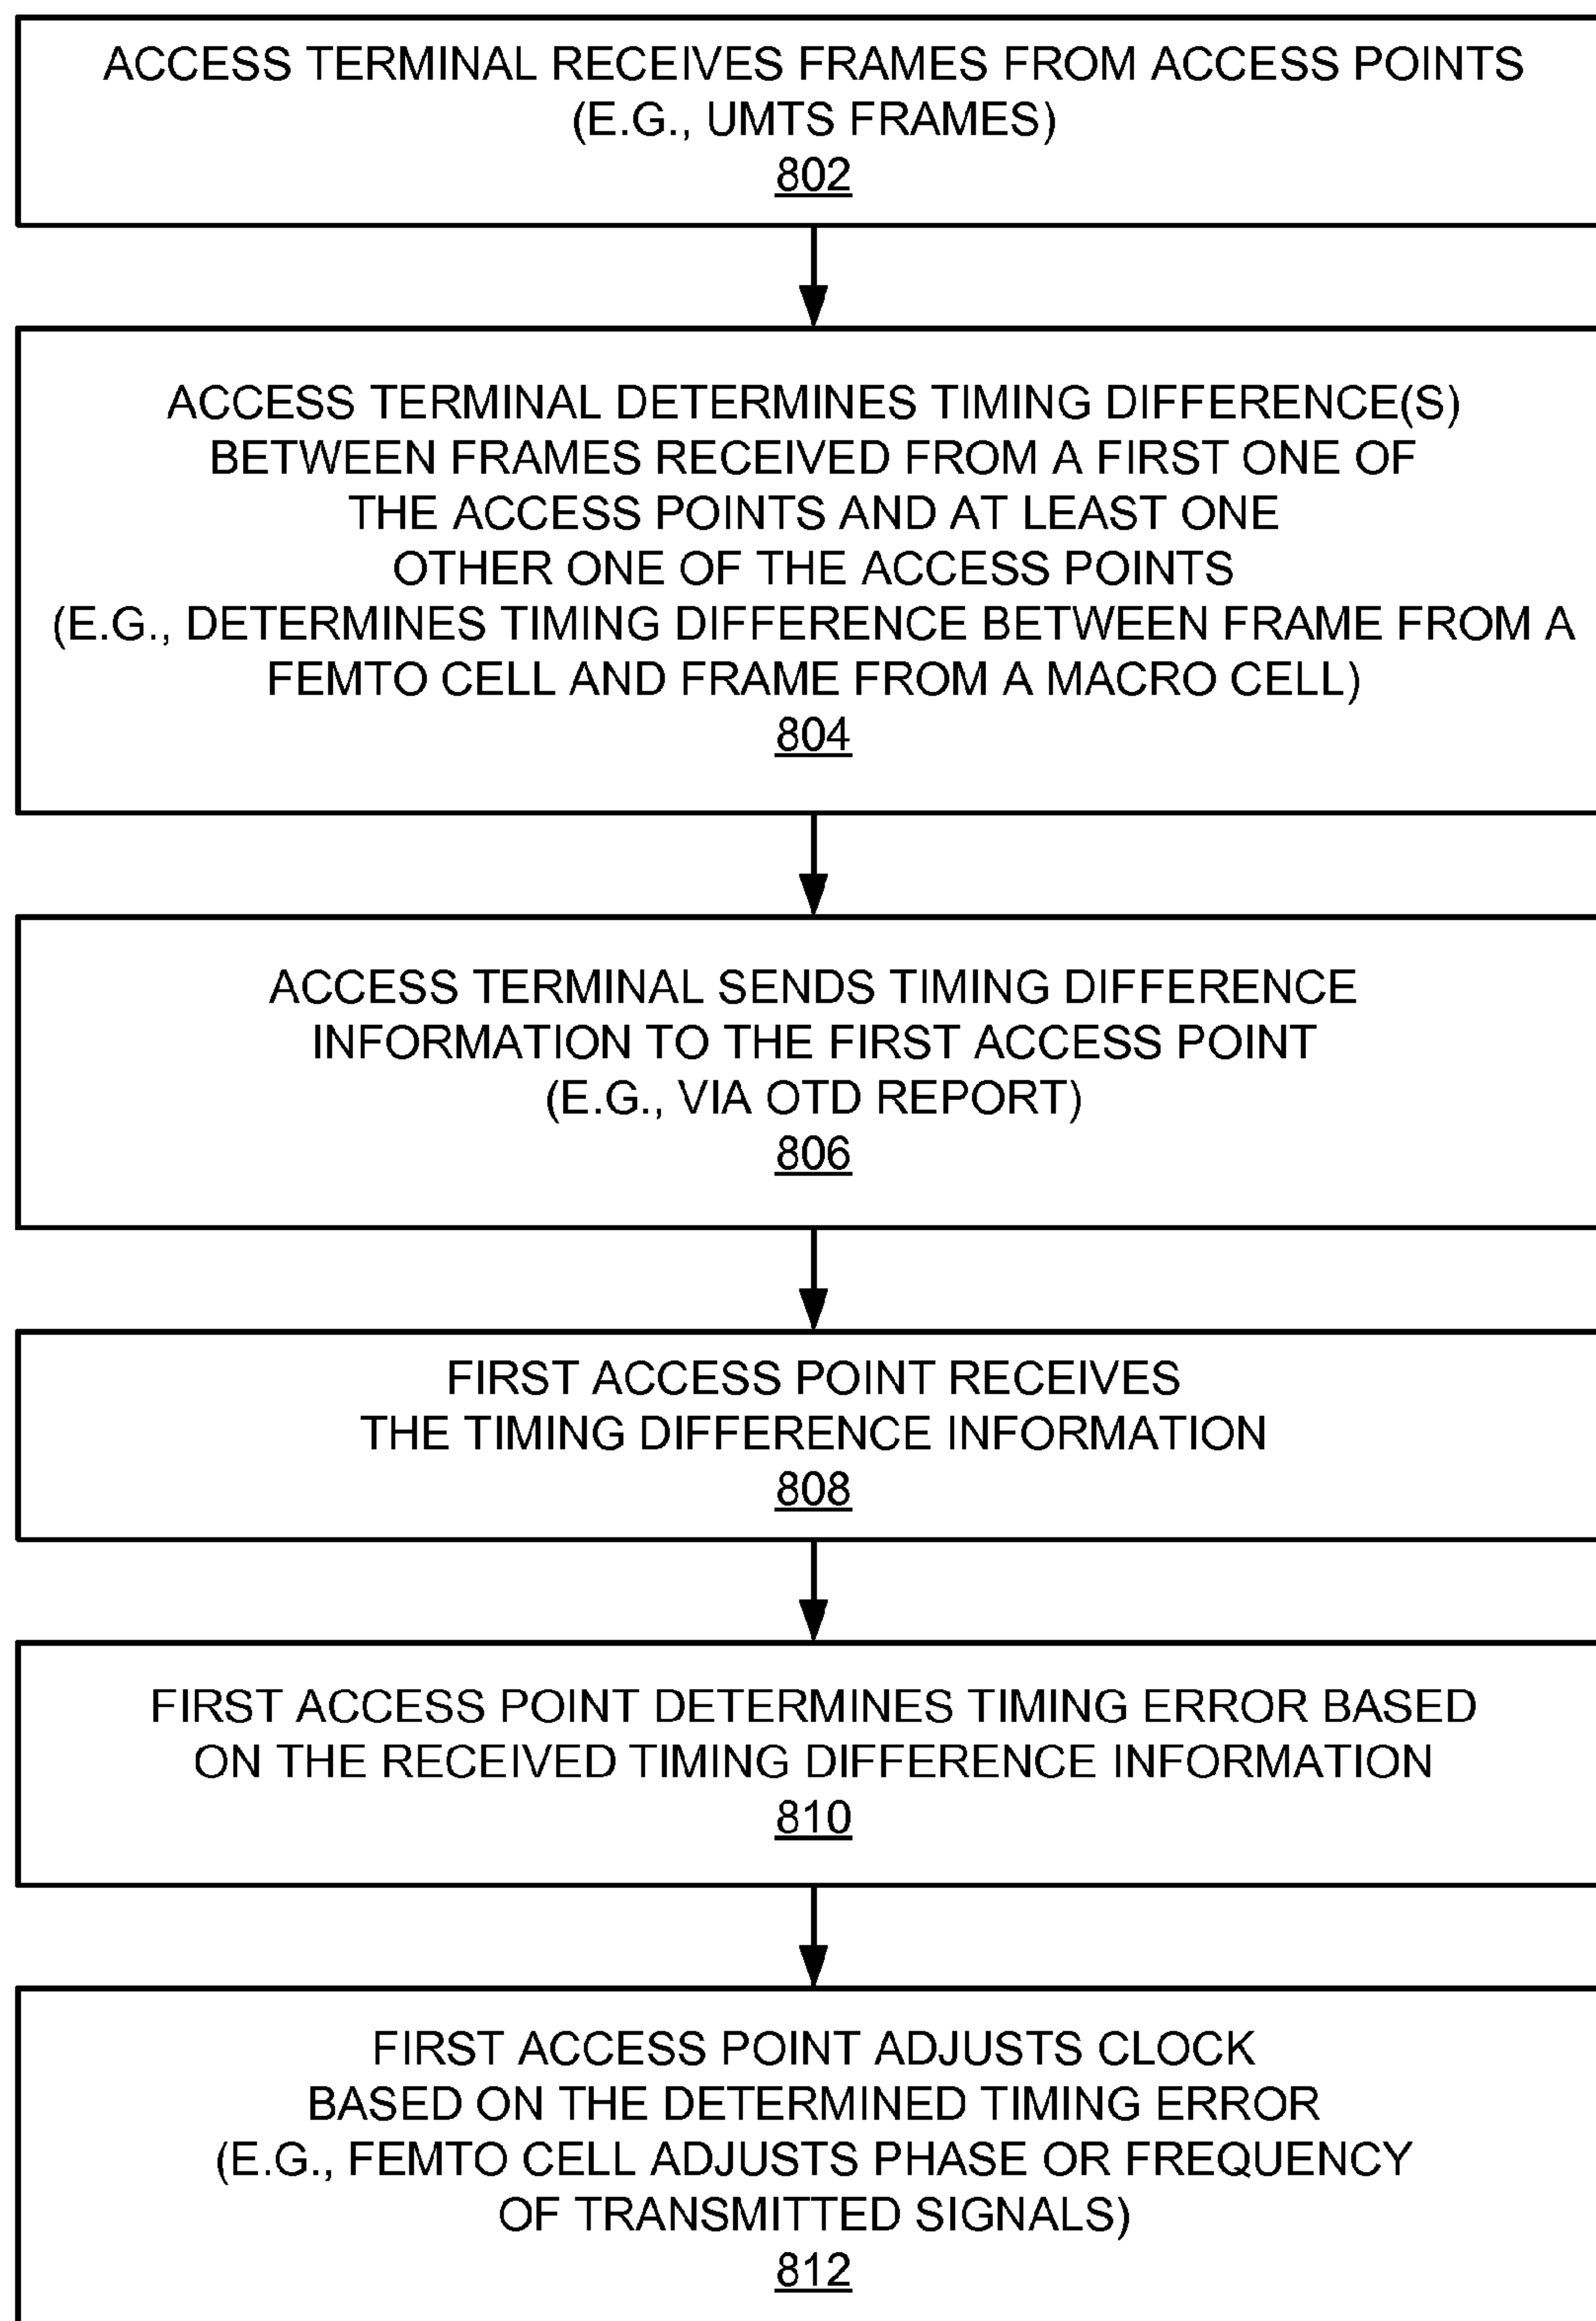 ACCESS TERMINAL RECEIVES FRAMES FROM ACCESS POINTS
(E.G., UMTS FRAMES)
802
ACCESS TERMINAL DETERMINES TIMING DIFFERENCE(S)
BETWEEN FRAMES RECEIVED FROM A FIRST ONE OF
THE ACCESS POINTS AND AT LEAST ONE
OTHER ONE OF THE ACCESS POINTS
(E.G., DETERMINES TIMING DIFFERENCE BETWEEN FRAME FROM A
FEMTO CELL AND FRAME FROM A MACRO CELL)
804
ACCESS TERMINAL SENDS TIMING DIFFERENCE
INFORMATION TO THE FIRST ACCESS POINT
(E.G., VIA OTD REPORT)
806
FIRST ACCESS POINT RECEIVES
THE TIMING DIFFERENCE INFORMATION
808
FIRST ACCESS POINT DETERMINES TIMING ERROR BASED
ON THE RECEIVED TIMING DIFFERENCE INFORMATION
810
FIRST ACCESS POINT ADJUSTS CLOCK
BASED ON THE DETERMINED TIMING ERROR
(E.G., FEMTO CELL ADJUSTS PHASE OR FREQUENCY
OF TRANSMITTED SIGNALS)
812